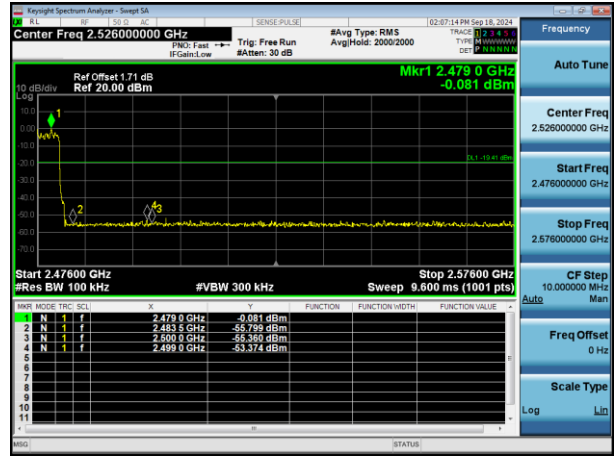 Keysight Spectrum Analyzer - Swept SA
RL RF 50 Ω AC SENSE:PULSE 02:07:14 PM Sep 18, 2024
Center Freq 2.526000000 GHz
PNO: Fast
IFGain:Low
Trig: Free Run
#Atten: 30 dB
#Avg Type: RMS
Avg|Hold: 2000/2000
TRACE 1 2 3 4 5 6
TYPE M W W W W W
DET P N N N N N
Frequency
Auto Tune
Center Freq
2.526000000 GHz
Start Freq
2.476000000 GHz
Stop Freq
2.576000000 GHz
CF Step
10.000000 MHz
Auto Man
Freq Offset
0 Hz
Scale Type
Log Lin
Ref Offset 1.71 dB
10 dB/div Ref 20.00 dBm
Log
Mkr1 2.479 0 GHz
-0.081 dBm
10.0
0.00
-10.0
-20.0
-30.0
-40.0
-50.0
-60.0
-70.0
1
2
4
3
DL1 -19.41 dBm
Start 2.47600 GHz Stop 2.57600 GHz
#Res BW 100 kHz #VBW 300 kHz Sweep 9.600 ms (1001 pts)
MKR MODE TRC SCL X Y FUNCTION FUNCTION WIDTH FUNCTION VALUE
1 N 1 f 2.479 0 GHz -0.081 dBm
2 N 1 f 2.483 5 GHz -55.799 dBm
3 N 1 f 2.500 0 GHz -55.360 dBm
4 N 1 f 2.499 0 GHz -53.374 dBm
5
6
7
8
9
10
11
MSG STATUS